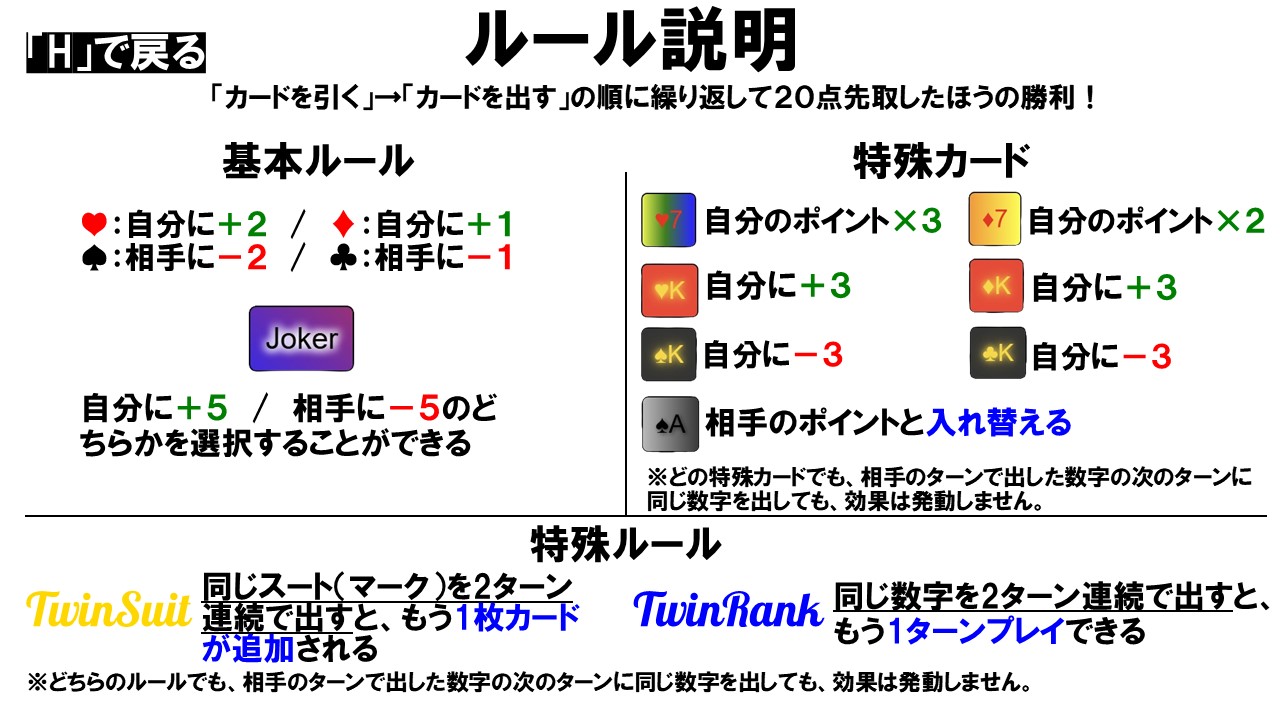 「H」で戻る
ルール説明
「カードを引く」→「カードを出す」の順に繰り返して20点先取したほうの勝利！
基本ルール
♥：自分に＋2 / ♦：自分に＋1
♠：相手に－2 / ♣：相手に－1
Joker
自分に＋5 / 相手に－5のど
ちらかを選択することができる
特殊カード
♥7 自分のポイント×3 ♦7 自分のポイント×2
♥K 自分に＋3 ♦K 自分に＋3
♠K 自分に－3 ♣K 自分に－3
♠A 相手のポイントと入れ替える
※どの特殊カードでも、相手のターンで出した数字の次のターンに
同じ数字を出しても、効果は発動しません。
特殊ルール
TwinSuit
同じスート（マーク）を2ターン
連続で出すと、もう1枚カード
が追加される
TwinRank
同じ数字を2ターン連続で出すと、
もう1ターンプレイできる
※どちらのルールでも、相手のターンで出した数字の次のターンに同じ数字を出しても、効果は発動しません。